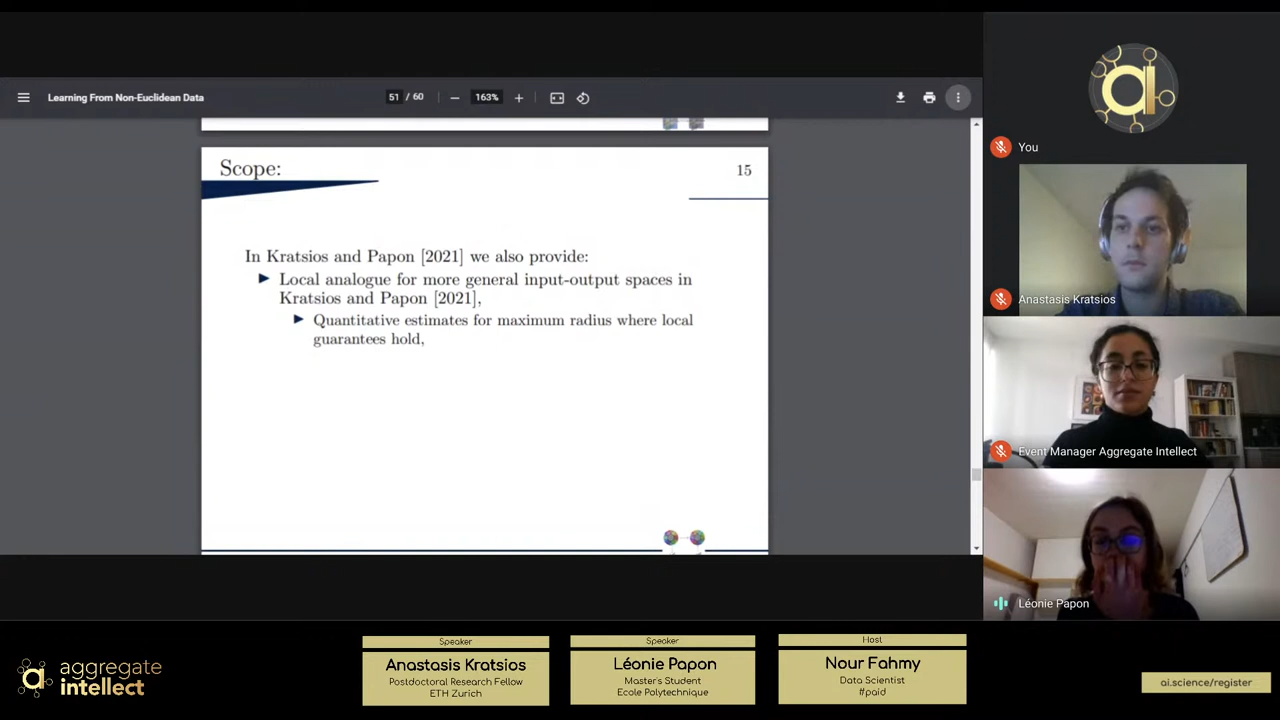 Learning From Non-Euclidean Data
51 / 60
163%
Scope:
15
In Kratsios and Papon [2021] we also provide:
Local analogue for more general input-output spaces in
Kratsios and Papon [2021],
Quantitative estimates for maximum radius where local
guarantees hold,
You
Anastasis Kratsios
Event Manager Aggregate Intellect
Léonie Papon
aggregate
intellect
Speaker
Anastasis Kratsios
Postdoctoral Research Fellow
ETH Zurich
Speaker
Léonie Papon
Master's Student
Ecole Polytechnique
Host
Nour Fahmy
Data Scientist
#paid
ai.science/register